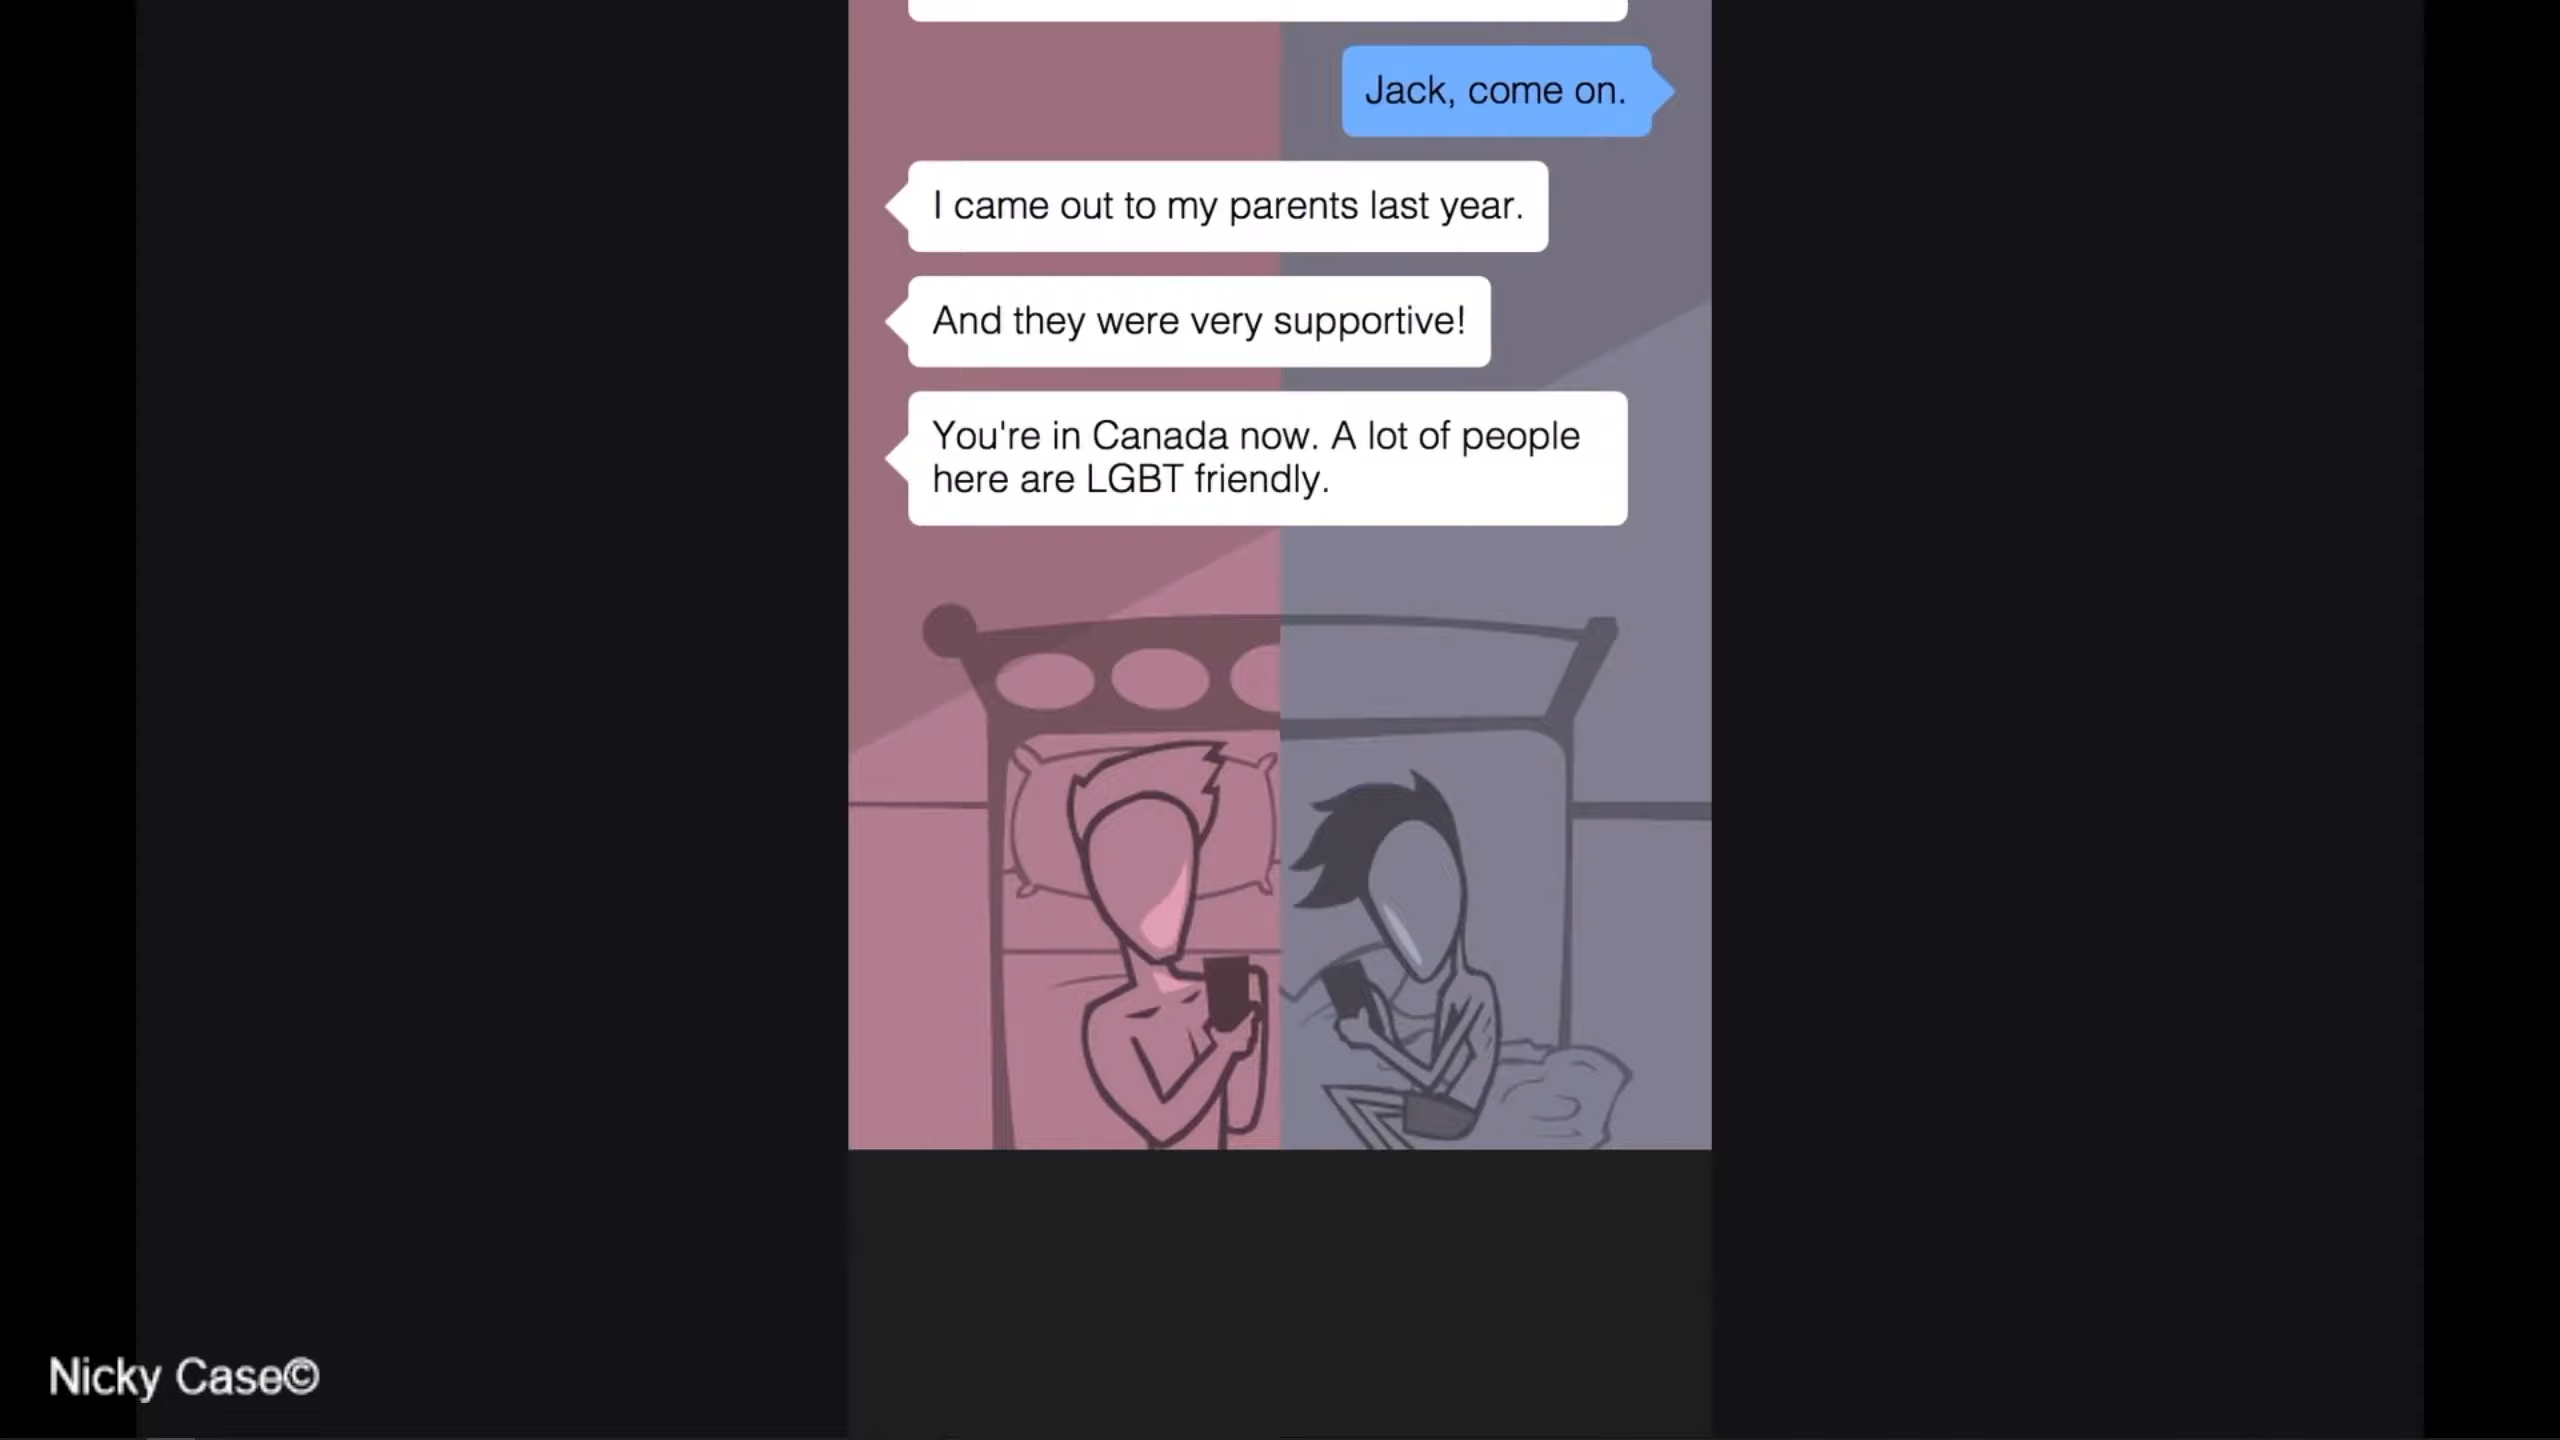 Jack, come on.
I came out to my parents last year.
And they were very supportive!
You're in Canada now. A lot of people
here are LGBT friendly.
Nicky Case©